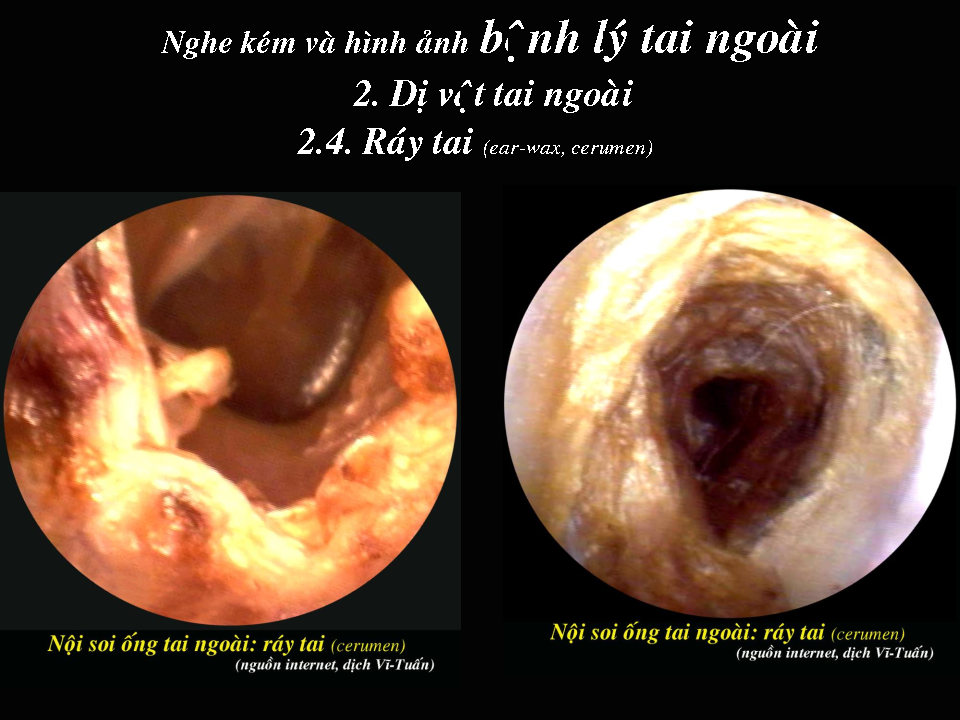 Nghe kém và hình ảnh bệnh lý tai ngoài
2. Dị vật tai ngoài
2.4. Ráy tai (ear-wax, cerumen)
Nội soi ống tai ngoài: ráy tai (cerumen)
(nguồn internet, dịch Vĩ-Tuấn)
Nội soi ống tai ngoài: ráy tai (cerumen)
(nguồn internet, dịch Vĩ-Tuấn)